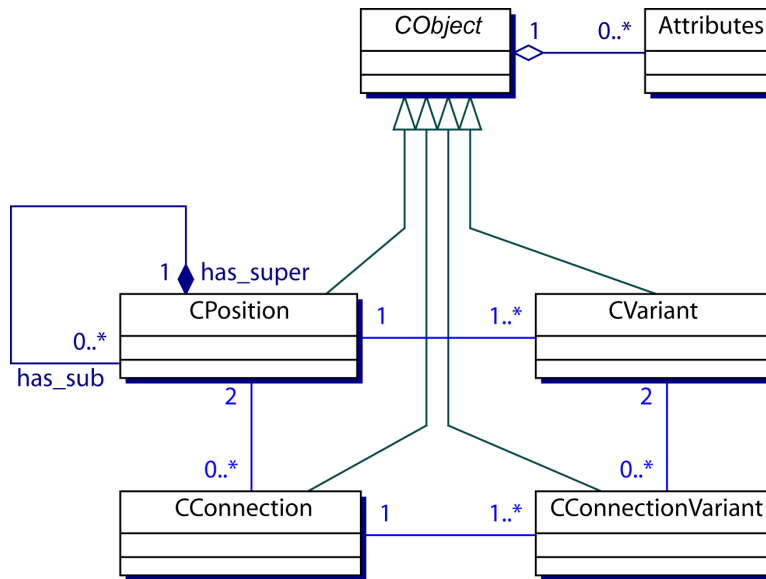 CObject
1
0..*
Attributes
1
has_super
CPosition
1
1..*
CVariant
0..*
has_sub
2
2
0..*
0..*
CConnection
1
1..*
CConnectionVariant